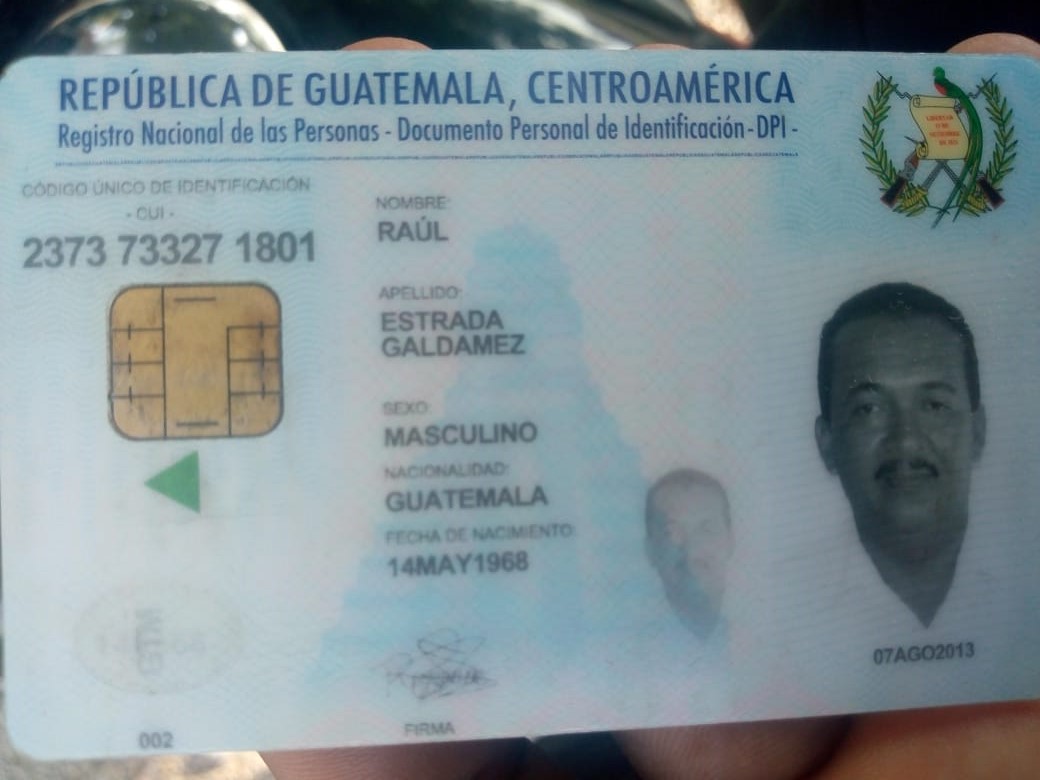 REPÚBLICA DE GUATEMALA, CENTROAMÉRICA
Registro Nacional de las Personas - Documento Personal de Identificación - DPI -
CÓDIGO ÚNICO DE IDENTIFICACIÓN
- CUI -
2373 73327 1801
NOMBRE:
RAÚL
APELLIDO:
ESTRADA
GALDAMEZ
SEXO:
MASCULINO
NACIONALIDAD:
GUATEMALA
FECHA DE NACIMIENTO:
14MAY1968
07AGO2013
FIRMA
002